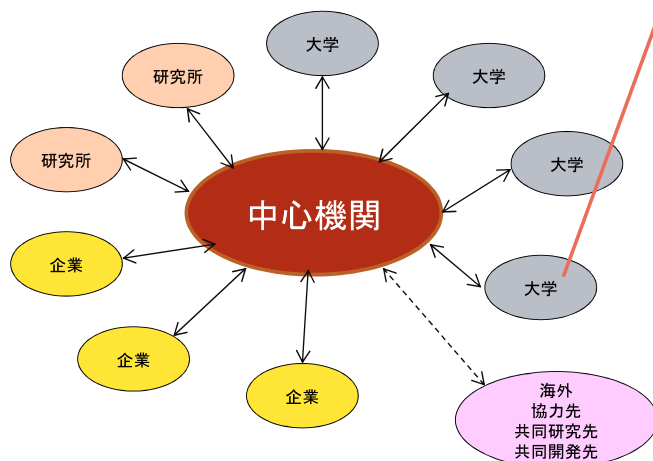 大学
研究所
大学
研究所
大学
中心機関
企業
大学
企業
企業
海外
協力先
共同研究先
共同開発先